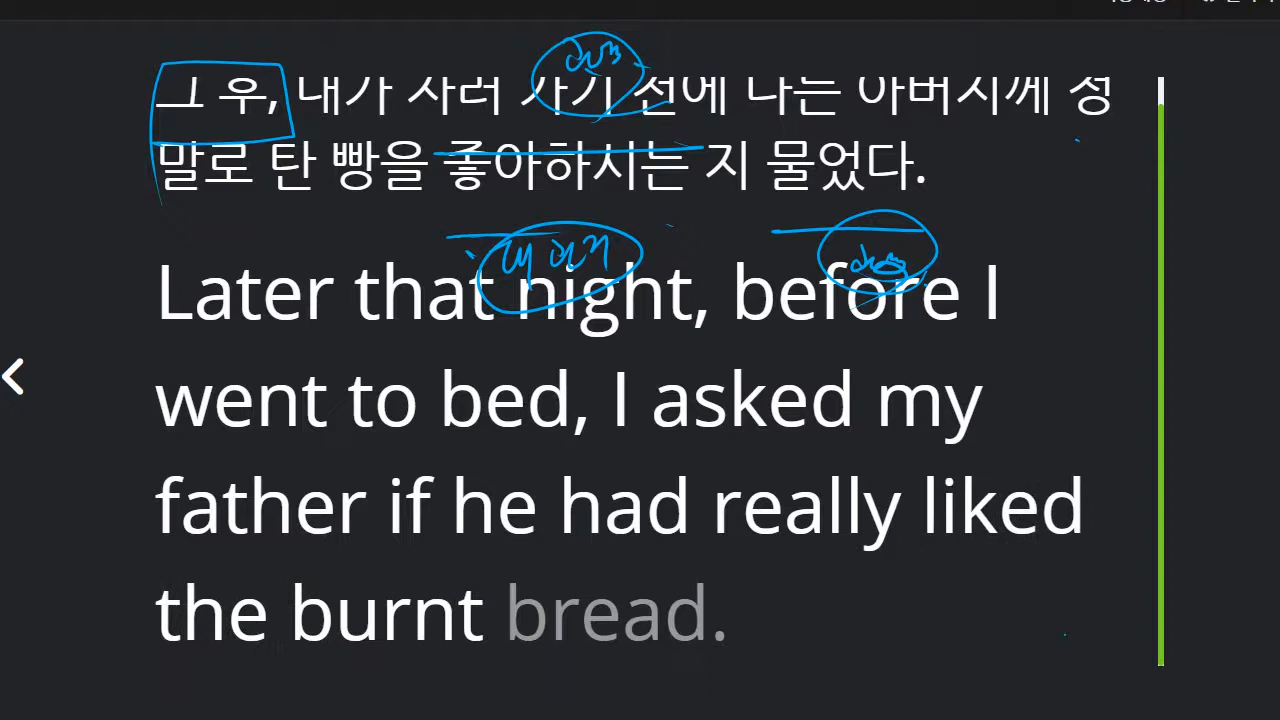 그 후, 내가 자러 가기 전에 나는 아버지께 정
말로 탄 빵을 좋아하시는 지 물었다.
Later that night, before I
went to bed, I asked my
father if he had really liked
the burnt bread.